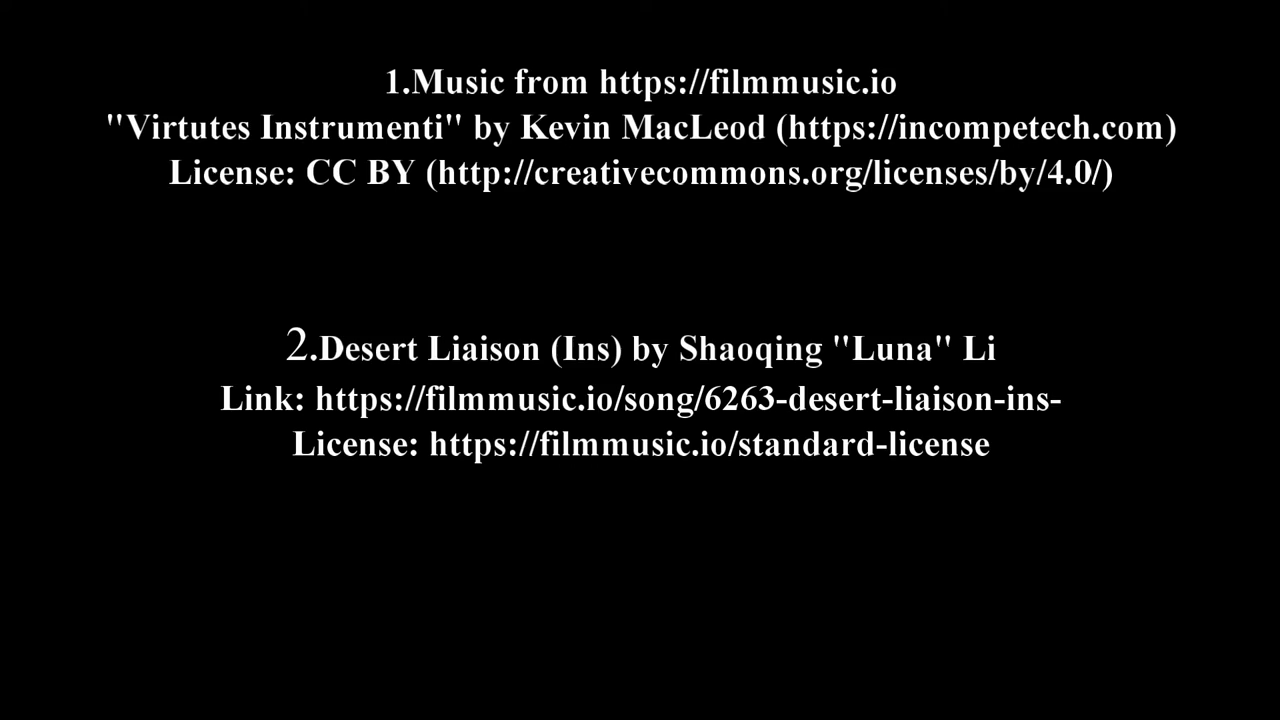 1.Music from https://filmmusic.io
"Virtutes Instrumenti" by Kevin MacLeod (https://incompetech.com)
License: CC BY (http://creativecommons.org/licenses/by/4.0/)
2.Desert Liaison (Ins) by Shaoqing "Luna" Li
Link: https://filmmusic.io/song/6263-desert-liaison-ins-
License: https://filmmusic.io/standard-license